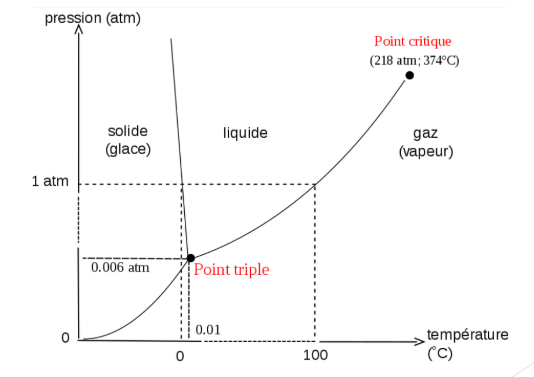 pression (atm)
Point critique
(218 atm; 374°C)
solide
(glace)
liquide
gaz
(vapeur)
1 atm
0.006 atm
Point triple
0.01
0
température
(°C)
0
100